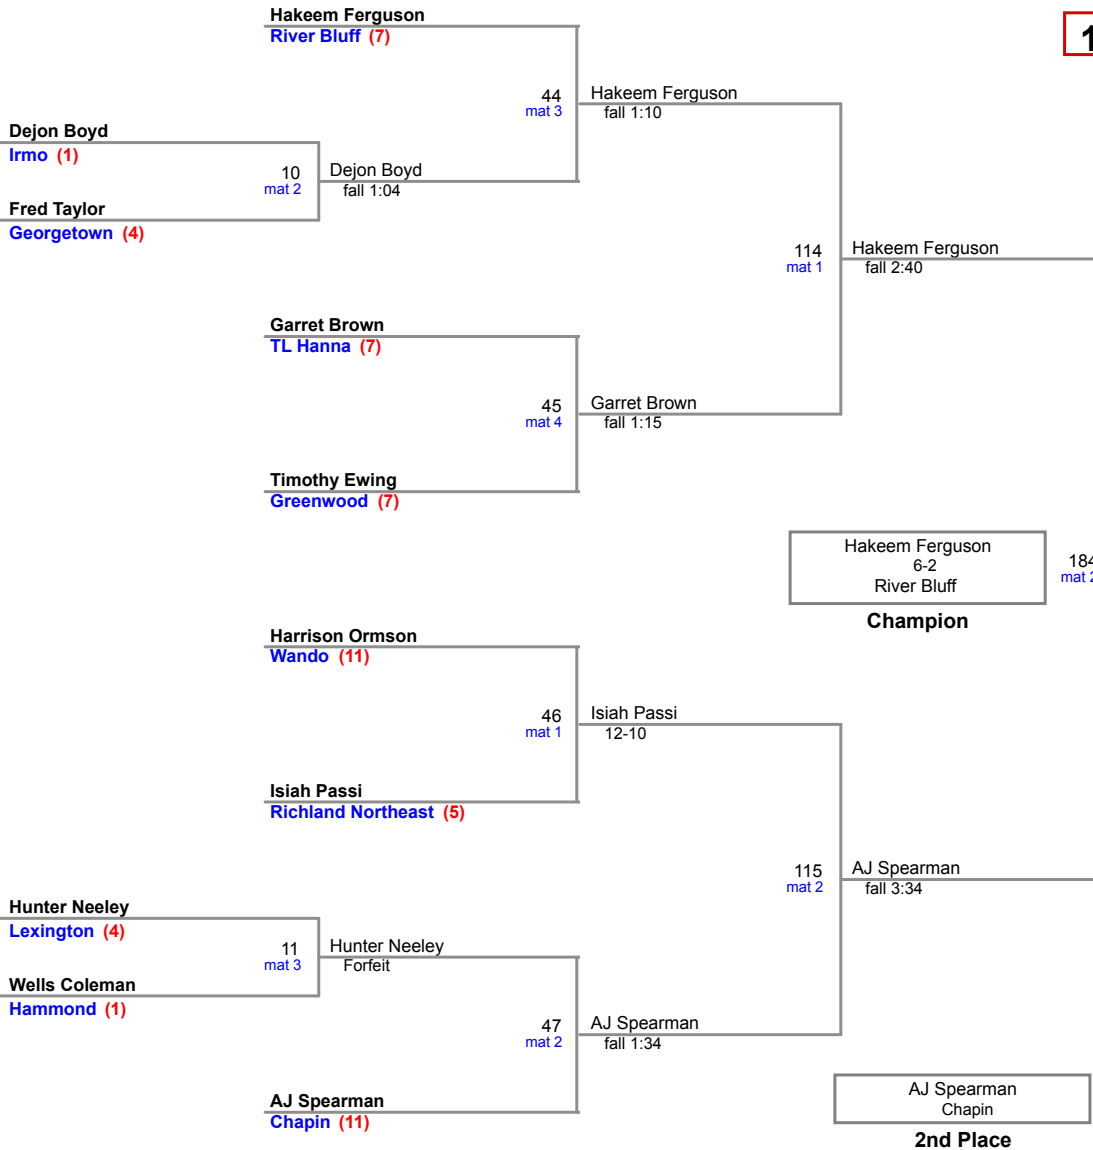 Hakeem Ferguson
River Bluff (7)
44
mat 3
Hakeem Ferguson
fall 1:10
Dejon Boyd
Irmo (1)
10
mat 2
Dejon Boyd
fall 1:04
Fred Taylor
Georgetown (4)
114
mat 1
Hakeem Ferguson
fall 2:40
Garret Brown
TL Hanna (7)
45
mat 4
Garret Brown
fall 1:15
Timothy Ewing
Greenwood (7)
Hakeem Ferguson
6-2
River Bluff
184
mat 2
Champion
Harrison Ormson
Wando (11)
46
mat 1
Isiah Passi
12-10
Isiah Passi
Richland Northeast (5)
115
mat 2
AJ Spearman
fall 3:34
Hunter Neeley
Lexington (4)
11
mat 3
Hunter Neeley
Forfeit
Wells Coleman
Hammond (1)
47
mat 2
AJ Spearman
fall 1:34
AJ Spearman
Chapin (11)
AJ Spearman
Chapin
2nd Place